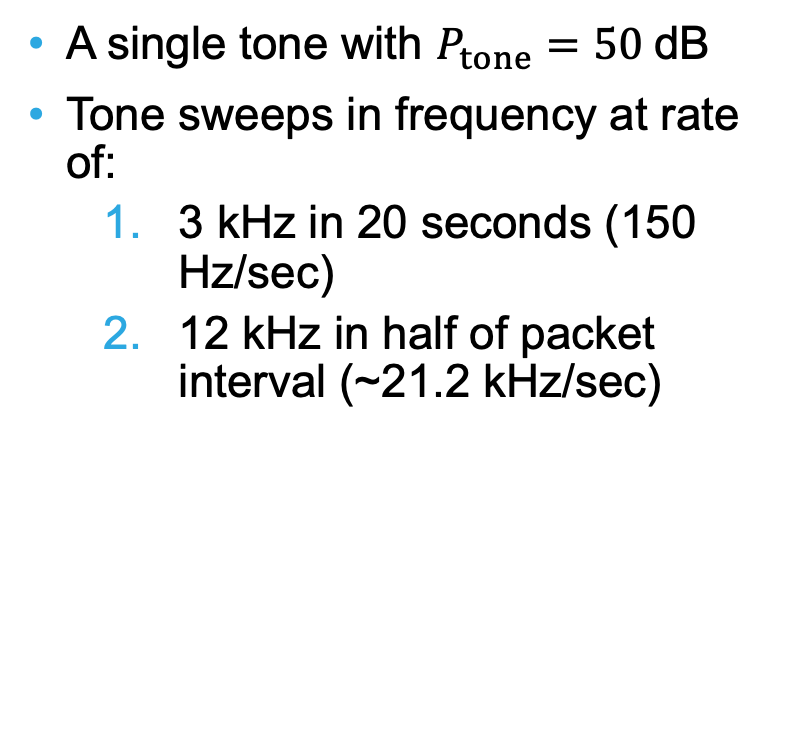 • A single tone with P_tone = 50 dB
• Tone sweeps in frequency at rate
of:
1. 3 kHz in 20 seconds (150
Hz/sec)
2. 12 kHz in half of packet
interval (~21.2 kHz/sec)